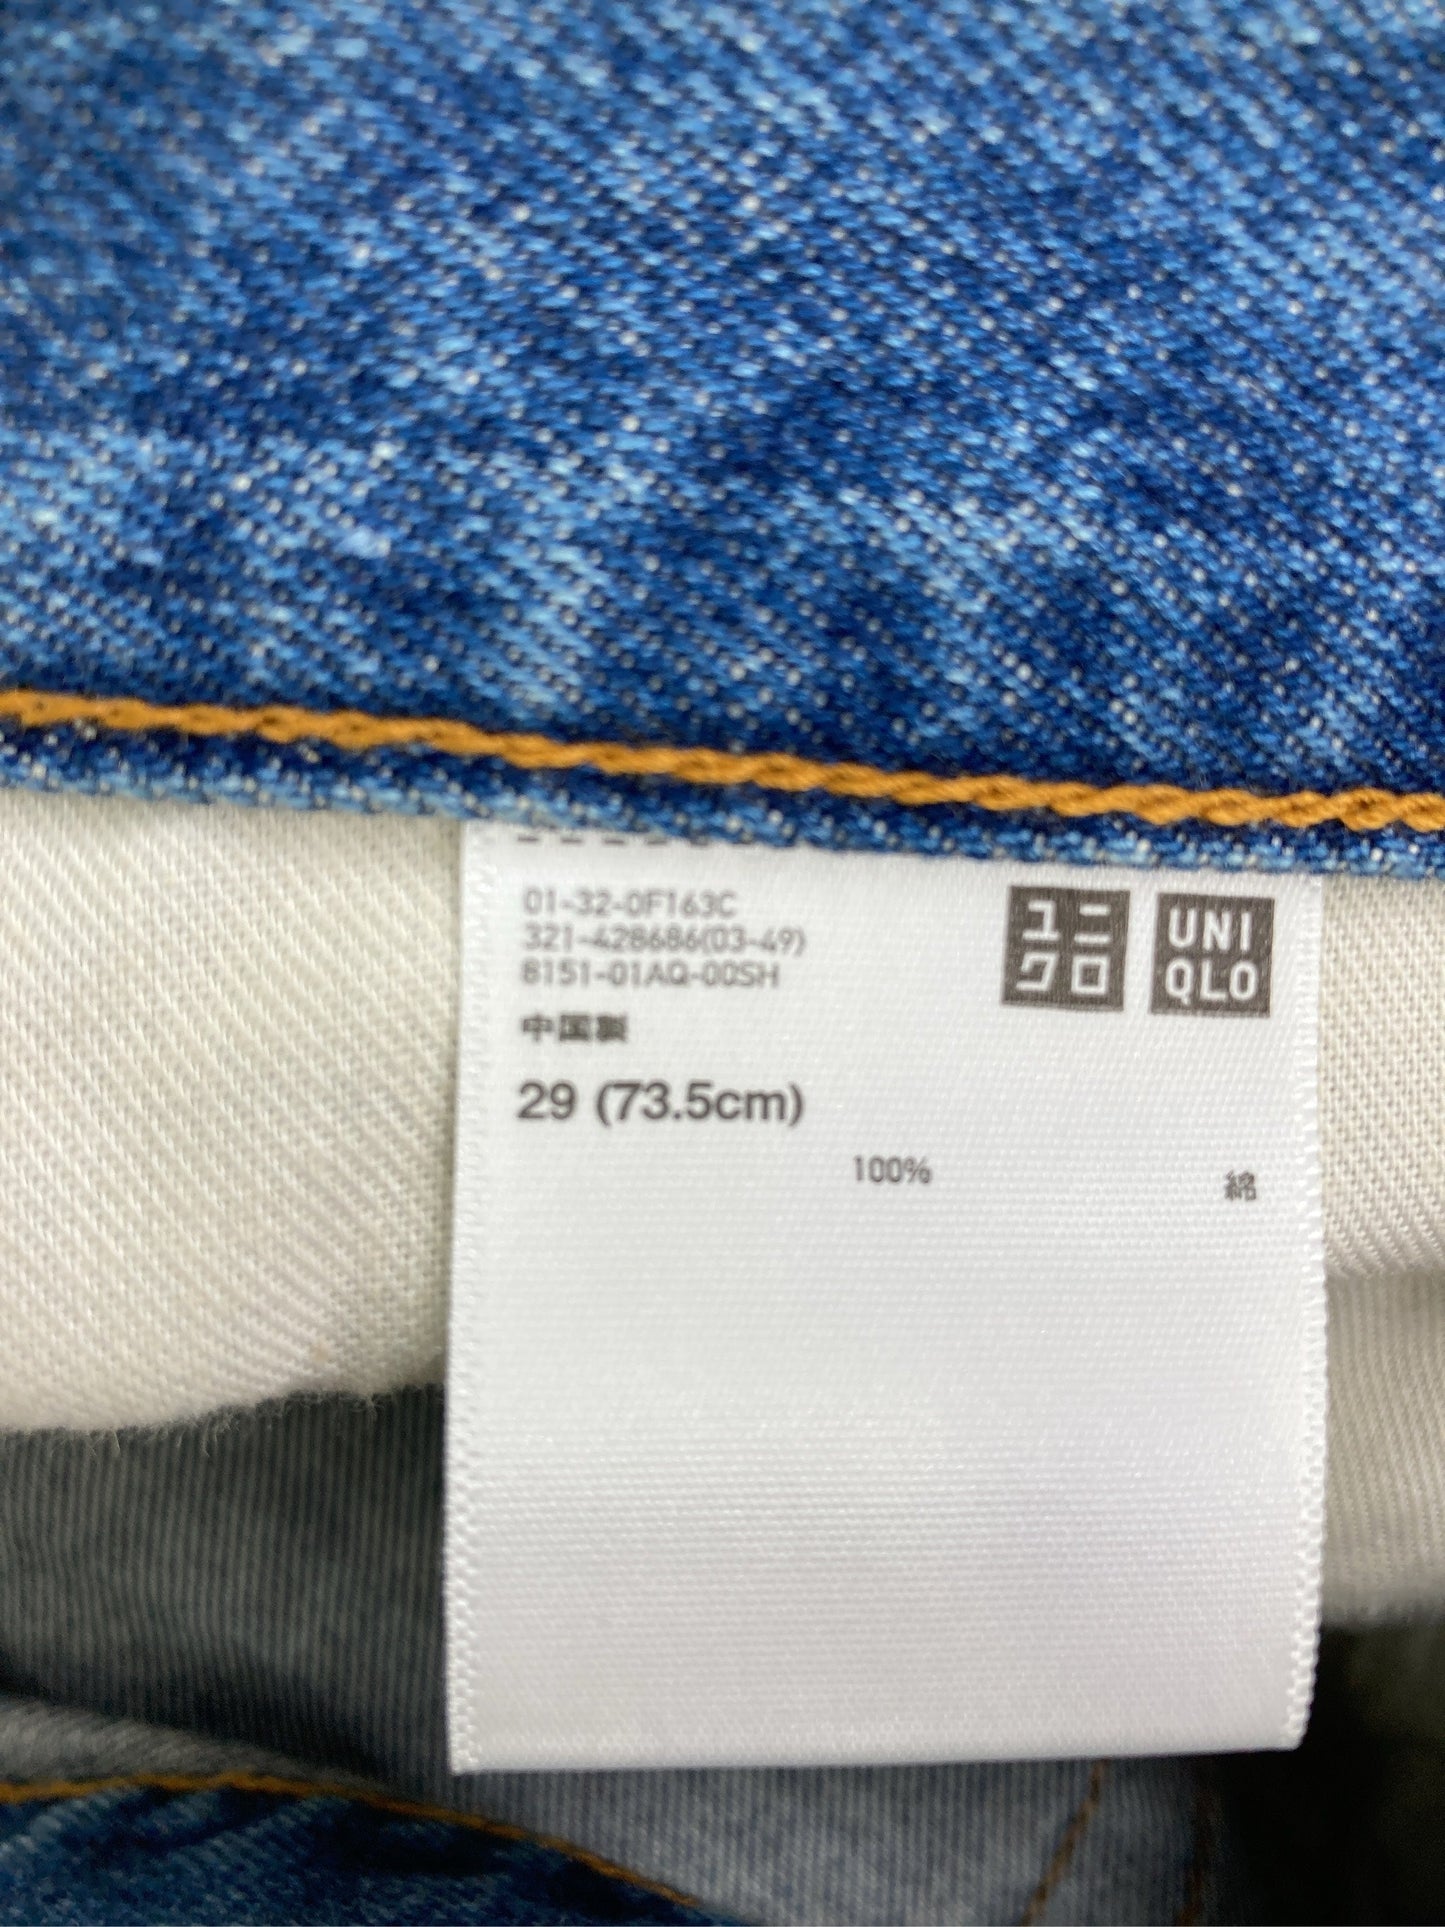 01-32-0F163C
321-428686(03-49)
8151-01AQ-00SH
中国製
29 (73.5cm)
100% 綿
ユニ
クロ
UNI
QLO